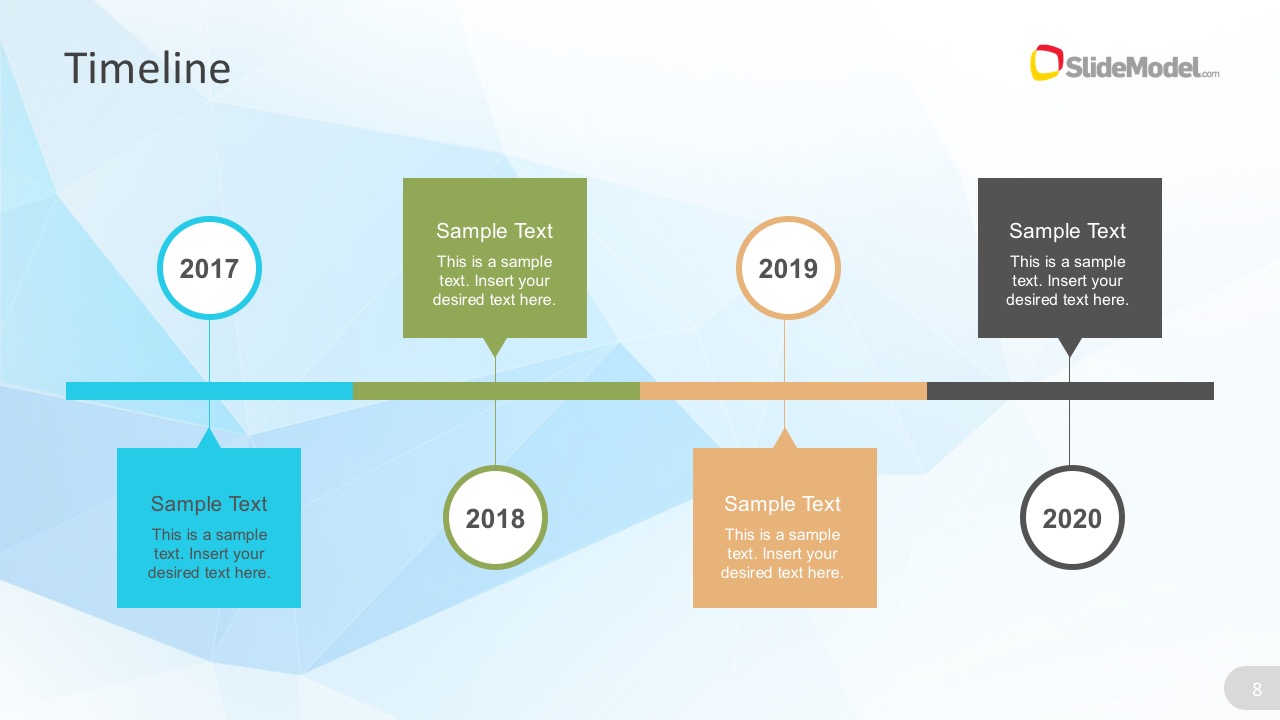 Timeline
SlideModel.com
2017
Sample Text
This is a sample
text. Insert your
desired text here.
Sample Text
This is a sample
text. Insert your
desired text here.
2018
2019
Sample Text
This is a sample
text. Insert your
desired text here.
Sample Text
This is a sample
text. Insert your
desired text here.
2020
8